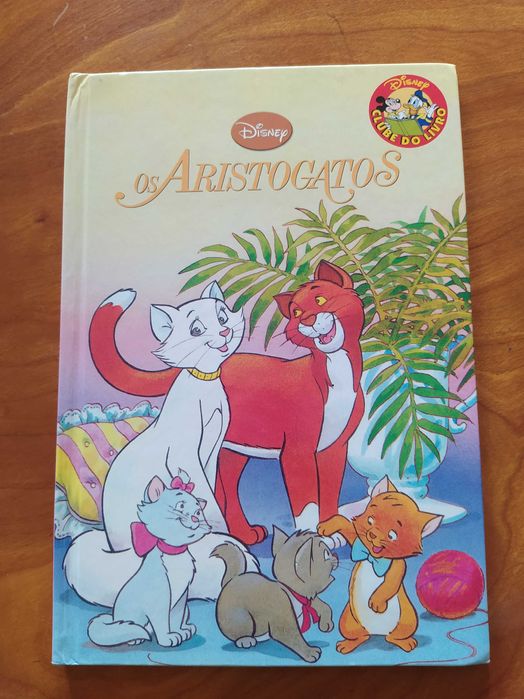 Disney
CLUBE DO LIVRO
Disney
OS ARISTOGATOS